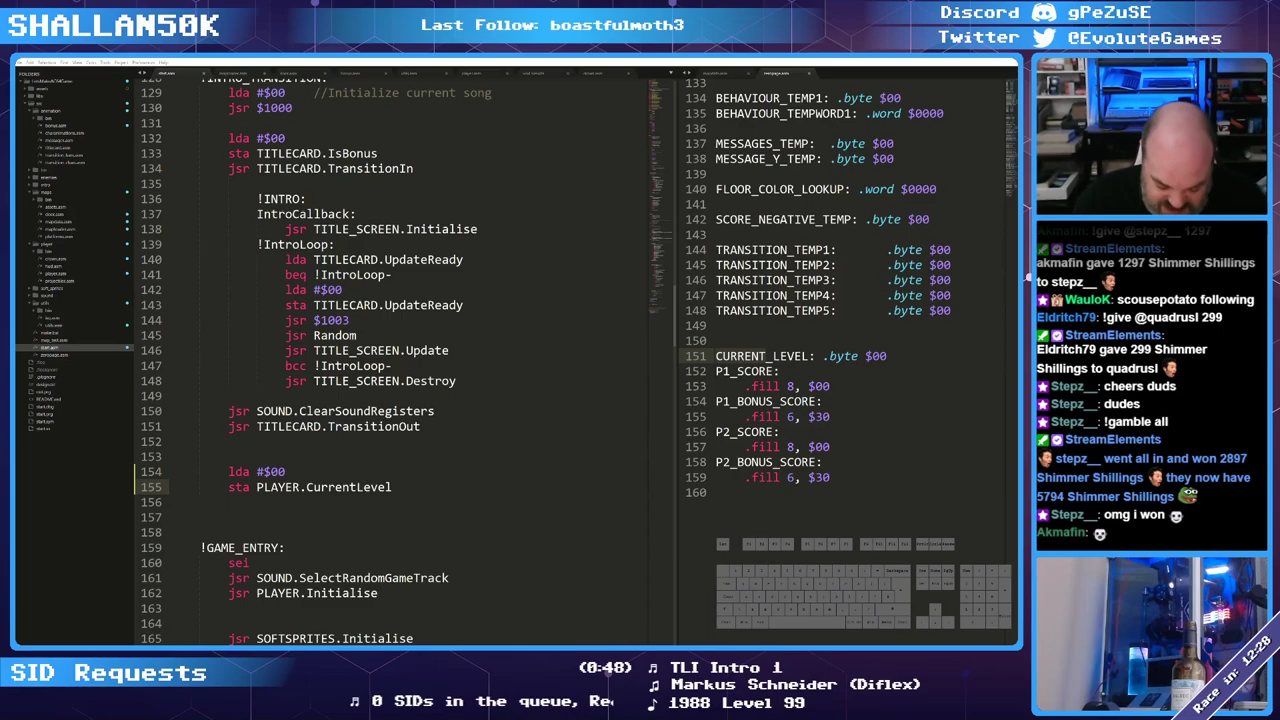 SHALLAN50K
Last Follow: boastfulmoth3
Discord gPeZuSE
Twitter @EvoluteGames
FOLDERS
!INTRO_TRANSITION:
129 lda #$00 //Initialize current song
130 jsr $1000
131
132 lda #$00
133 sta TITLECARD.IsBonus
134 jsr TITLECARD.TransitionIn
135
136 !INTRO:
137 IntroCallback:
138 jsr TITLE_SCREEN.Initialise
139 !IntroLoop:
140 lda TITLECARD.UpdateReady
141 beq !IntroLoop-
142 lda #$00
143 sta TITLECARD.UpdateReady
144 jsr $1003
145 jsr Random
146 jsr TITLE_SCREEN.Update
147 bcc !IntroLoop-
148 jsr TITLE_SCREEN.Destroy
149
150 jsr SOUND.ClearSoundRegisters
151 jsr TITLECARD.TransitionOut
152
153
154 lda #$00
155 sta PLAYER.CurrentLevel
156
157
158
159 !GAME_ENTRY:
160 sei
161 jsr SOUND.SelectRandomGameTrack
162 jsr PLAYER.Initialise
163
164
165 jsr SOFTSPRITES.Initialise
133
134 BEHAVIOUR_TEMP1: .byte $00
135 BEHAVIOUR_TEMPWORD1: .word $0000
136
137 MESSAGES_TEMP: .byte $00
138 MESSAGE_Y_TEMP: .byte $00
139
140 FLOOR_COLOR_LOOKUP: .word $0000
141
142 SCORE_NEGATIVE_TEMP: .byte $00
143
144 TRANSITION_TEMP1: .byte $00
145 TRANSITION_TEMP2: .byte $00
146 TRANSITION_TEMP3: .byte $00
147 TRANSITION_TEMP4: .byte $00
148 TRANSITION_TEMP5: .byte $00
149
150
151 CURRENT_LEVEL: .byte $00
152 P1_SCORE:
153 .fill 8, $00
154 P1_BONUS_SCORE:
155 .fill 6, $30
156 P2_SCORE:
157 .fill 8, $00
158 P2_BONUS_SCORE:
159 .fill 6, $30
160
Akmafin: !give @stepz__ 1297
StreamElements:
akmafin gave 1297 Shimmer Shillings
to stepz__
WauloK: scousepotato following
Eldritch79: !give @quadrusl 299
StreamElements:
Eldritch79 gave 299 Shimmer
Shillings to quadrusl
Stepz__: cheers duds
Stepz__: dudes
Stepz__: !gamble all
StreamElements:
stepz__ went all in and won 2897
Shimmer Shillings they now have
5794 Shimmer Shillings
Stepz__: omg i won
Akmafin:
Race in: 12-28
SID Requests
(0:48) TLI Intro 1
Markus Schneider (Diflex)
1988 Level 99
0 SIDs in the queue, Re